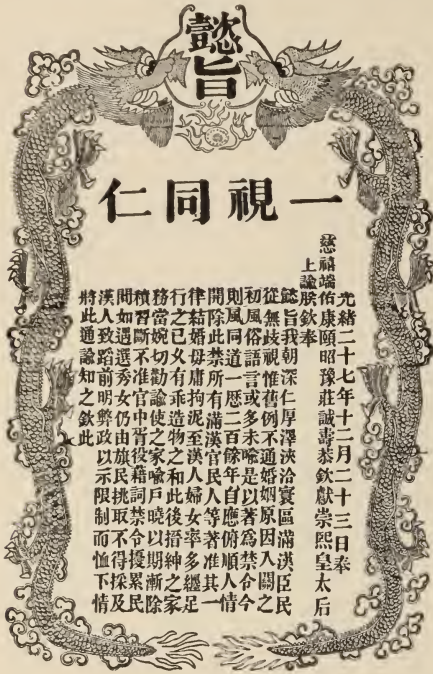 懿旨
一視同仁
光緒二十七年十二月二十三日奉
慈禧端佑康頤昭豫莊誠壽恭欽獻崇熙皇太后
上諭朕欽奉
懿旨我朝深仁厚澤浹洽寰區滿漢臣民
從無歧視惟舊例不通婚姻原因入關之
初風俗語言或多未喻是以著爲禁令今
則風同道一歷二百餘年自應俯順人情
開除此禁所有滿漢官民人等著准其一
律結婚毋庸拘泥至漢人婦女率多纏足
行之已久有乖造物之和此後搢紳之家
務當婉切勸諭使之家喻戶曉以期漸除
積習斷不准官中胥役藉詞禁令擾累民
間如遇選秀女仍由旗民挑取不得採及
漢人致蹈前明弊政以示限制而恤下情
將此通諭知之欽此